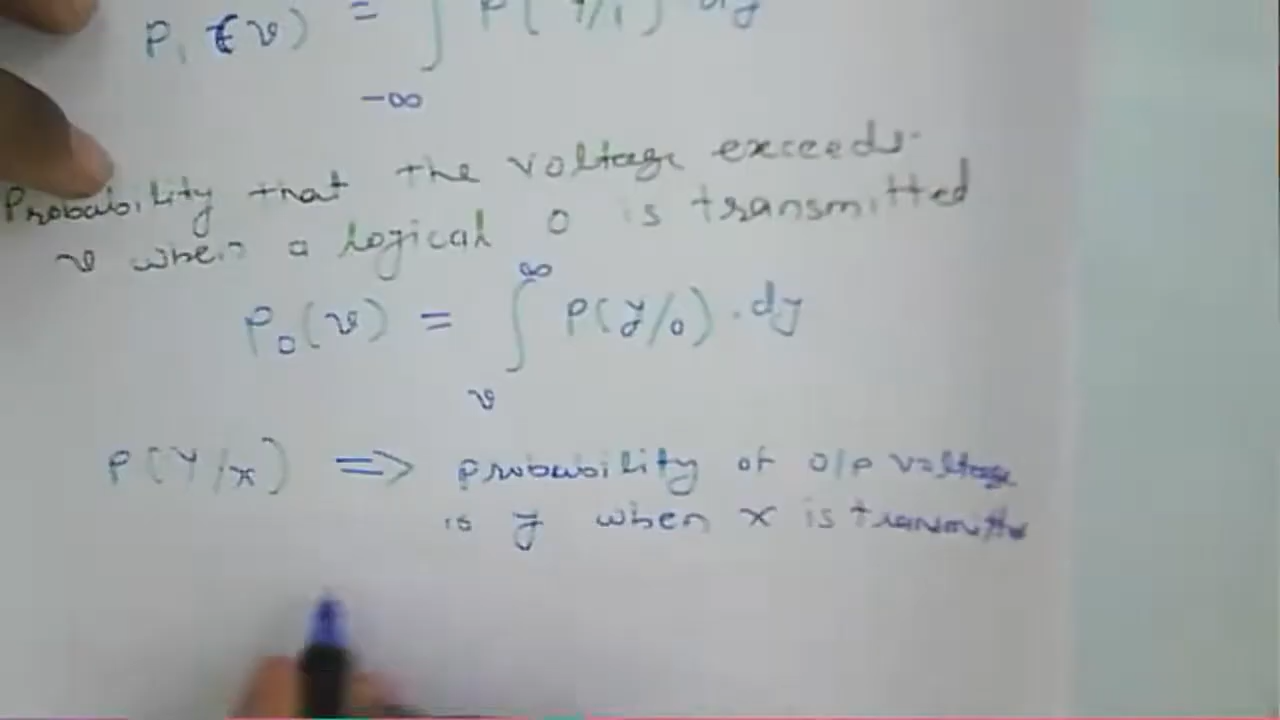 P₁(v) = ∫ P(y/1) dy
-∞
Probability that the voltage exceeds
v when a logical 0 is transmitted
∞
P₀(v) = ∫ P(y/0) . dy
v
P(Y/x) => probability of O/P voltage
is y when x is